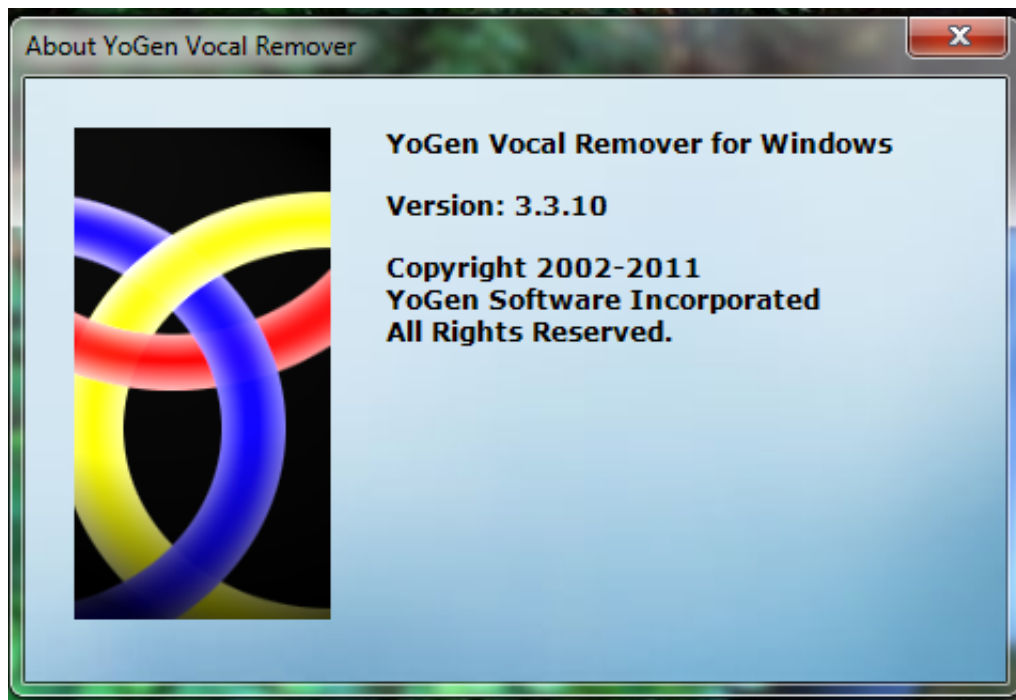 About YoGen Vocal Remover
YoGen Vocal Remover for Windows
Version: 3.3.10
Copyright 2002-2011
YoGen Software Incorporated
All Rights Reserved.